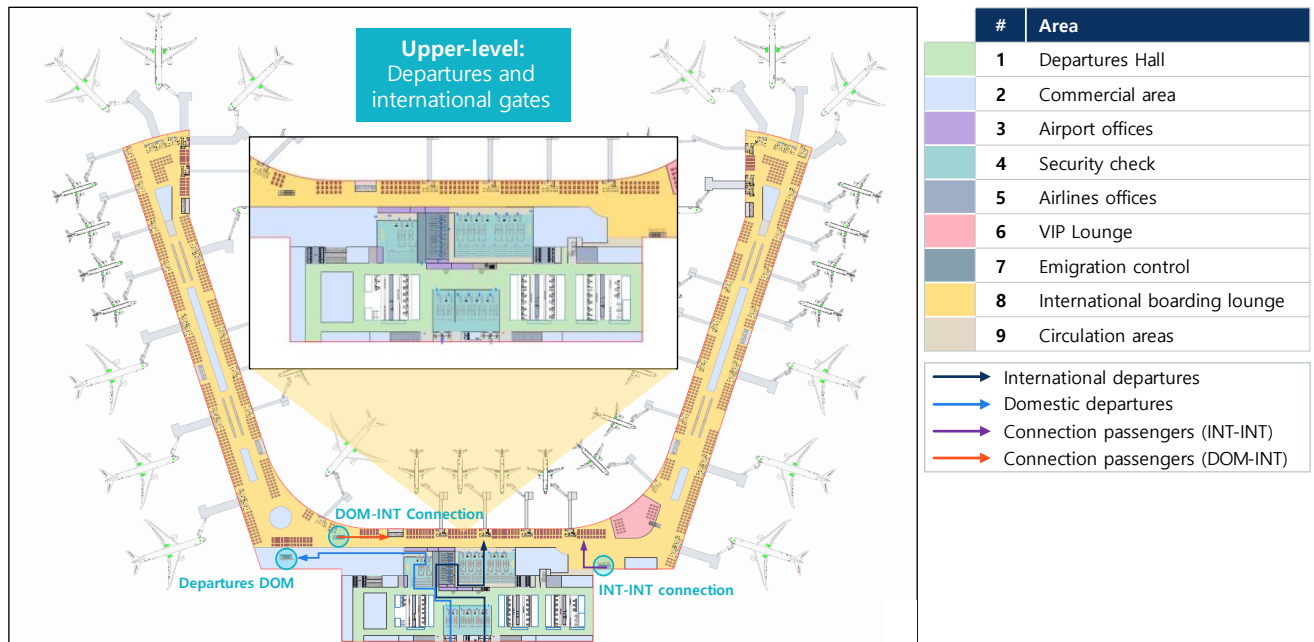 Upper-level:
Departures and
international gates
DOM-INT Connection
Departures DOM
INT-INT connection
# Area
1 Departures Hall
2 Commercial area
3 Airport offices
4 Security check
5 Airlines offices
6 VIP Lounge
7 Emigration control
8 International boarding lounge
9 Circulation areas
International departures
Domestic departures
Connection passengers (INT-INT)
Connection passengers (DOM-INT)